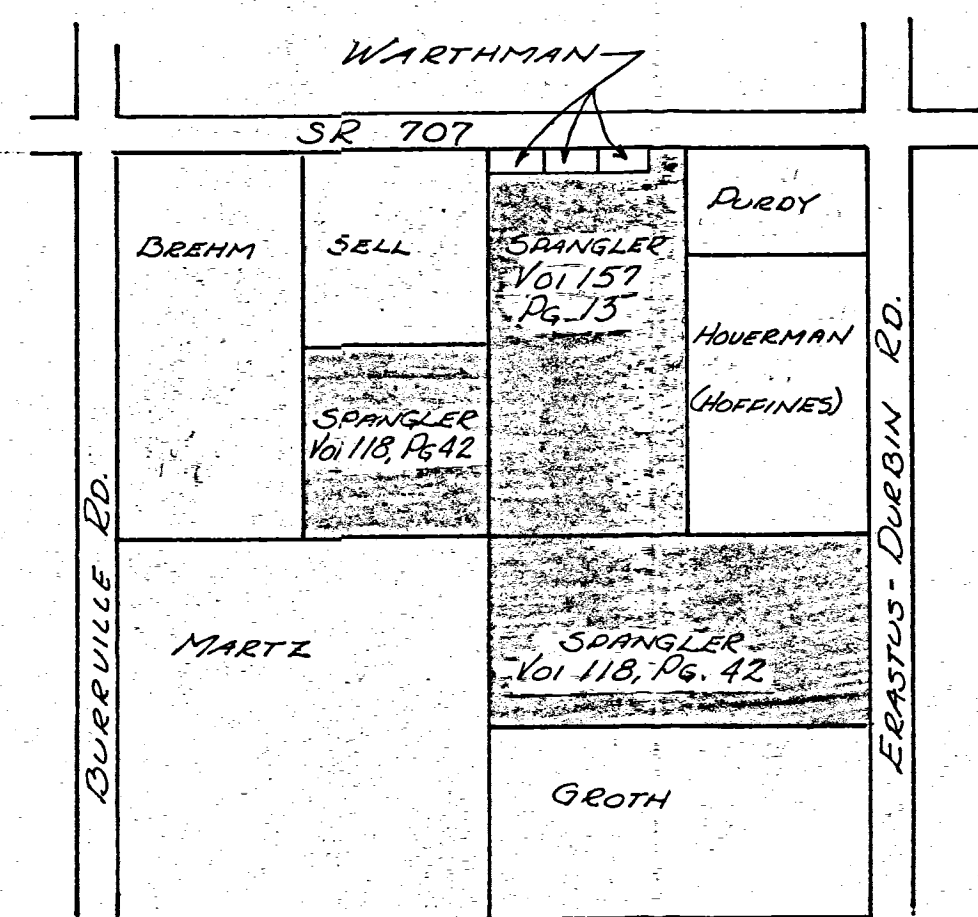 WARTHMAN
SR 707
BREHM
SELL
SPANGLER
Vol 157
PG 13
PURDY
HOUERMAN
(HOFFINES)
SPANGLER
Vol 118, PG 42
BURRVILLE RD.
ERASTUS-DURBIN RD.
MARTZ
SPANGLER
Vol 118, PG. 42
GROTH